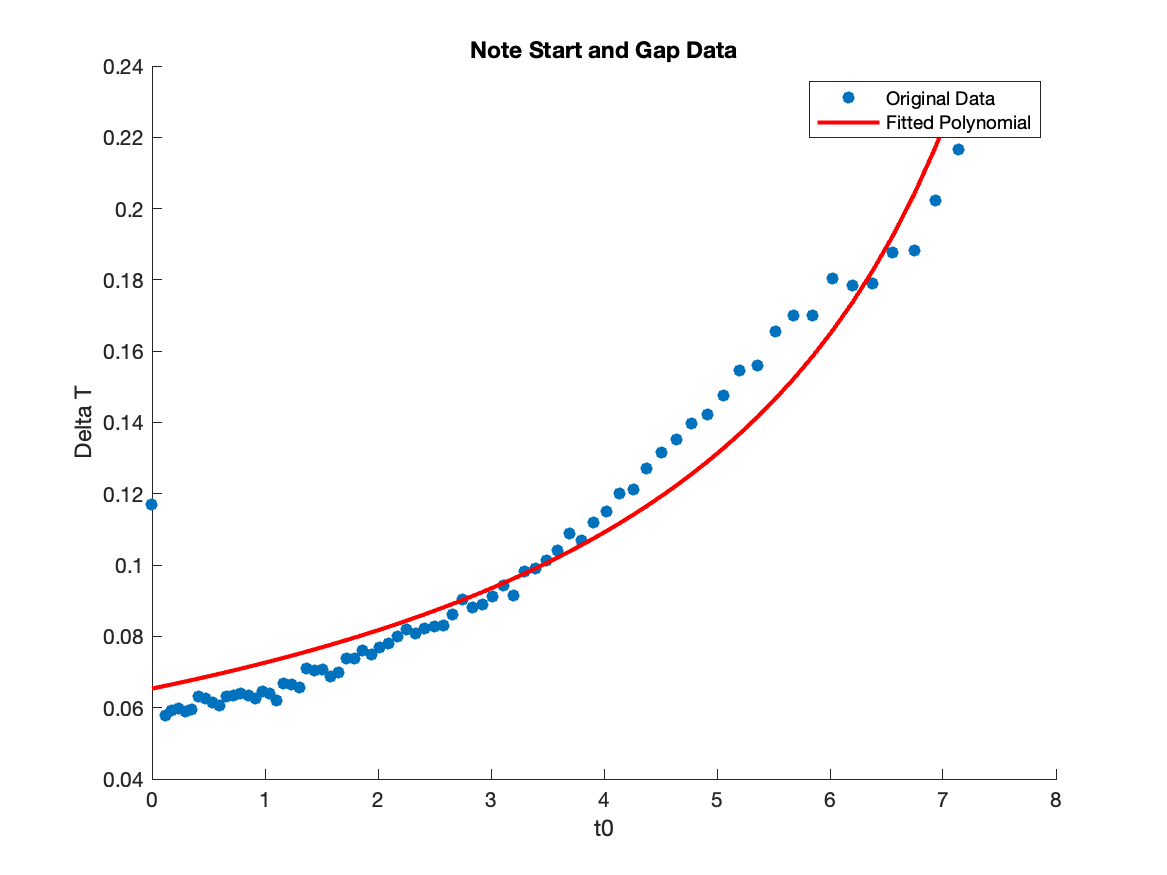 Note Start and Gap Data
Original Data
Fitted Polynomial
0.24
0.22
0.2
0.18
0.16
0.14
0.12
0.1
0.08
0.06
0.04
Delta T
0 1 2 3 4 5 6 7 8
t0